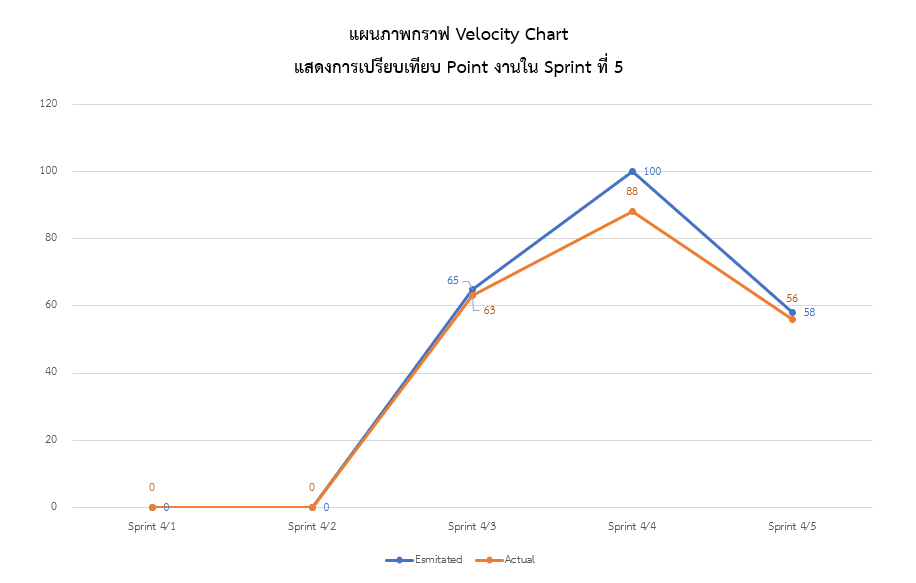 แผนภาพกราฟ Velocity Chart
แสดงการเปรียบเทียบ Point งานใน Sprint ที่ 5
120
100
100
88
80
65
63
60
56
58
40
20
0
0
0
0
0
Sprint 4/1
Sprint 4/2
Sprint 4/3
Sprint 4/4
Sprint 4/5
Esmitated
Actual